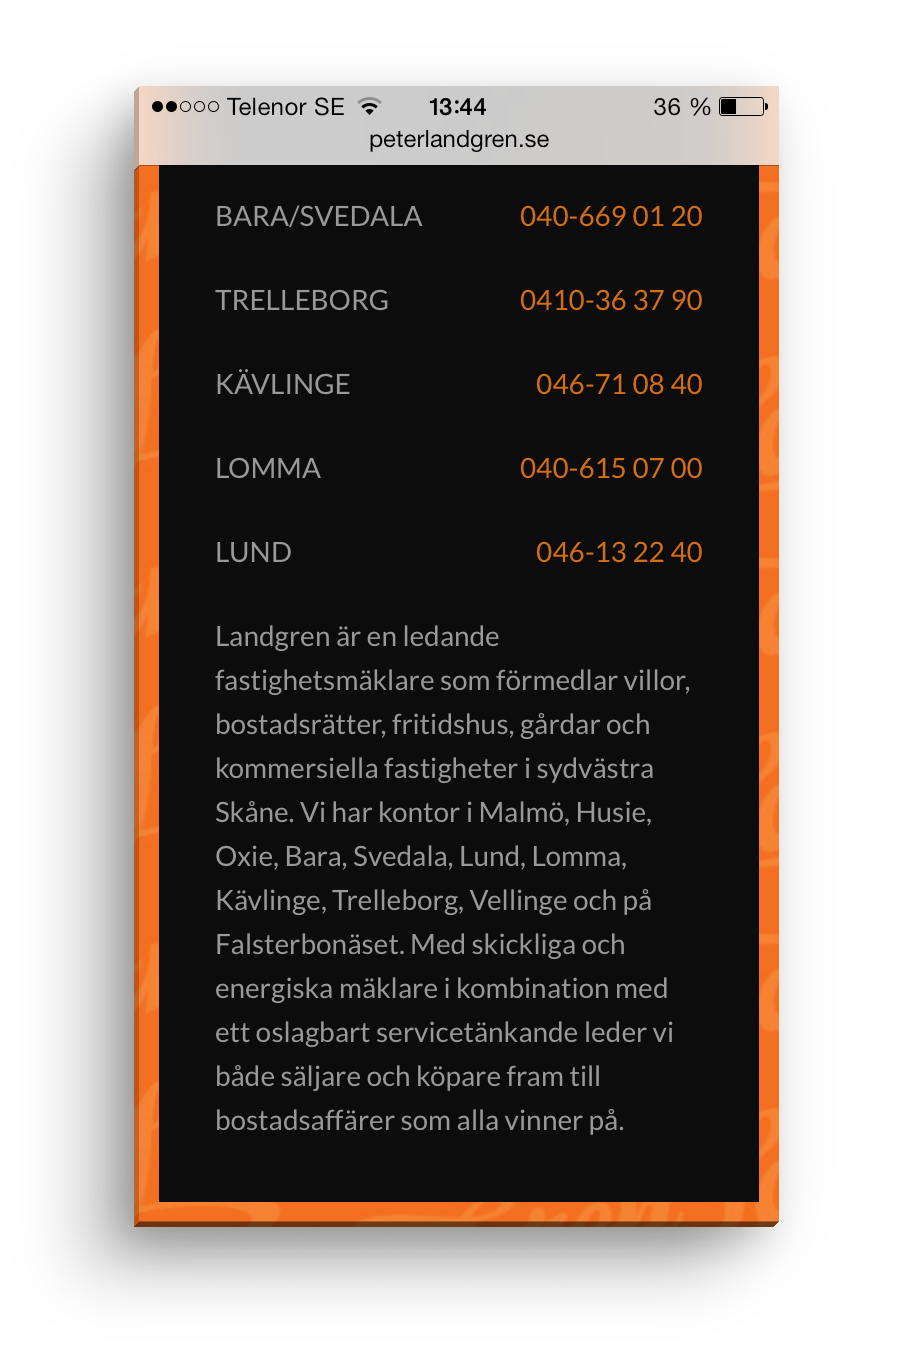 Telenor SE 13:44 36 %
peterlandgren.se
BARA/SVEDALA 040-669 01 20
TRELLEBORG 0410-36 37 90
KÄVLINGE 046-71 08 40
LOMMA 040-615 07 00
LUND 046-13 22 40
Landgren är en ledande
fastighetsmäklare som förmedlar villor,
bostadsrätter, fritidshus, gårdar och
kommersiella fastigheter i sydvästra
Skåne. Vi har kontor i Malmö, Husie,
Oxie, Bara, Svedala, Lund, Lomma,
Kävlinge, Trelleborg, Vellinge och på
Falsterbonäset. Med skickliga och
energiska mäklare i kombination med
ett oslagbart servicetänkande leder vi
både säljare och köpare fram till
bostadsaffärer som alla vinner på.